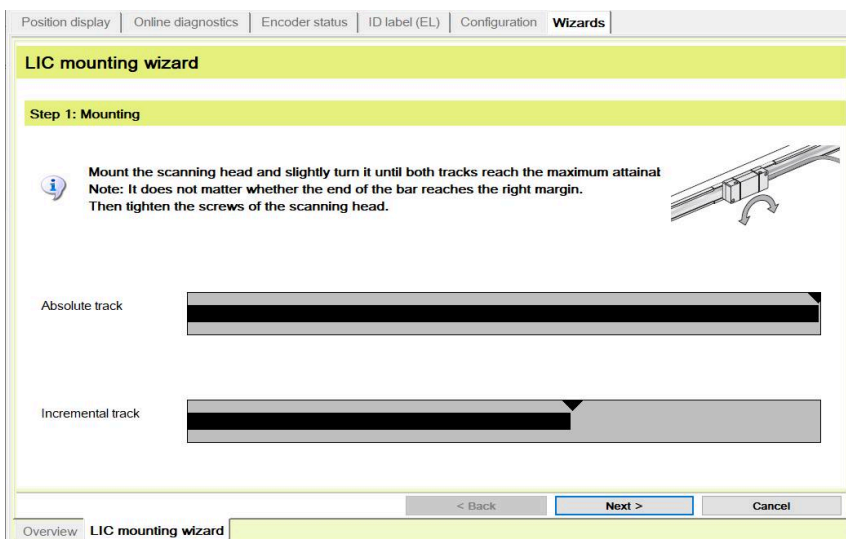 Position display
Online diagnostics
Encoder status
ID label (EL)
Configuration
Wizards
LIC mounting wizard
Step 1: Mounting
Mount the scanning head and slightly turn it until both tracks reach the maximum
Note: It does not matter whether the end of the bar reaches the right margin.
Then tighten the screws of the scanning head.
Absolute track
Incremental track
< Back
Next >
Cancel
Overview
LIC mounting wizard